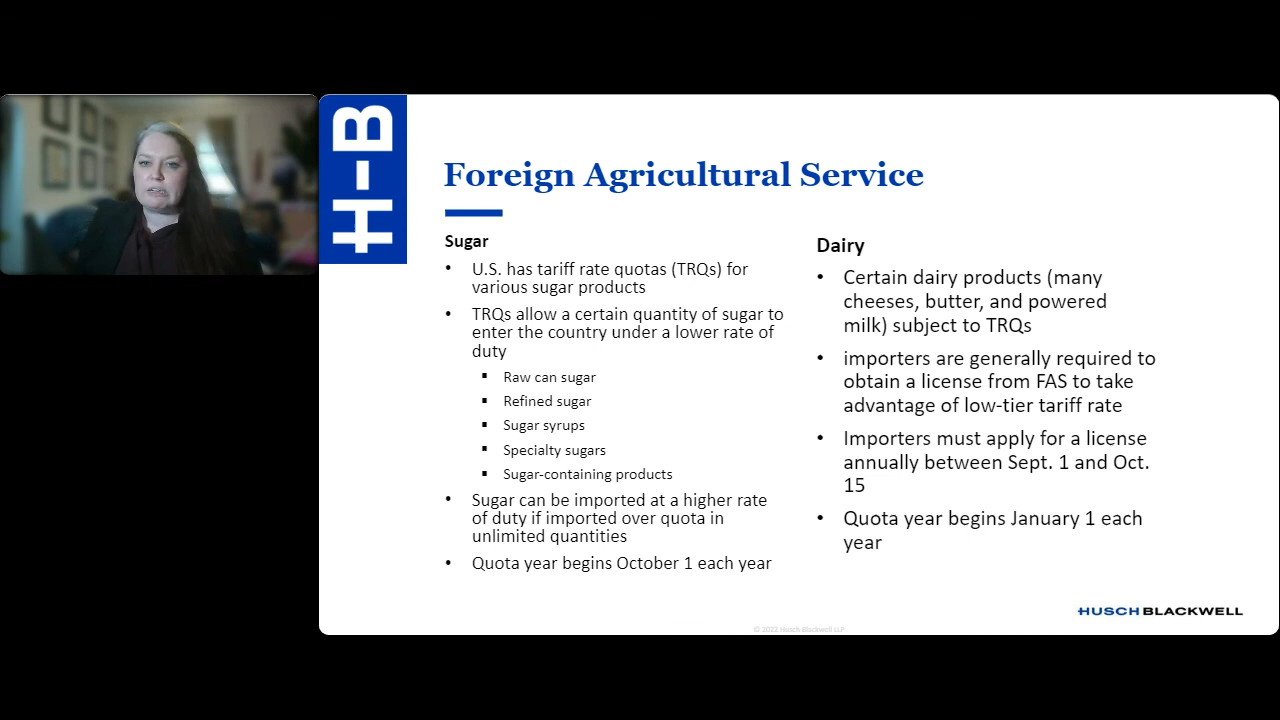 H-B
Foreign Agricultural Service
Sugar
• U.S. has tariff rate quotas (TRQs) for
various sugar products
• TRQs allow a certain quantity of sugar to
enter the country under a lower rate of
duty
▪ Raw can sugar
▪ Refined sugar
▪ Sugar syrups
▪ Specialty sugars
▪ Sugar-containing products
• Sugar can be imported at a higher rate
of duty if imported over quota in
unlimited quantities
• Quota year begins October 1 each year
Dairy
• Certain dairy products (many
cheeses, butter, and powered
milk) subject to TRQs
• importers are generally required to
obtain a license from FAS to take
advantage of low-tier tariff rate
• Importers must apply for a license
annually between Sept. 1 and Oct.
15
• Quota year begins January 1 each
year
HUSCH BLACKWELL
© 2022 Husch Blackwell LLP